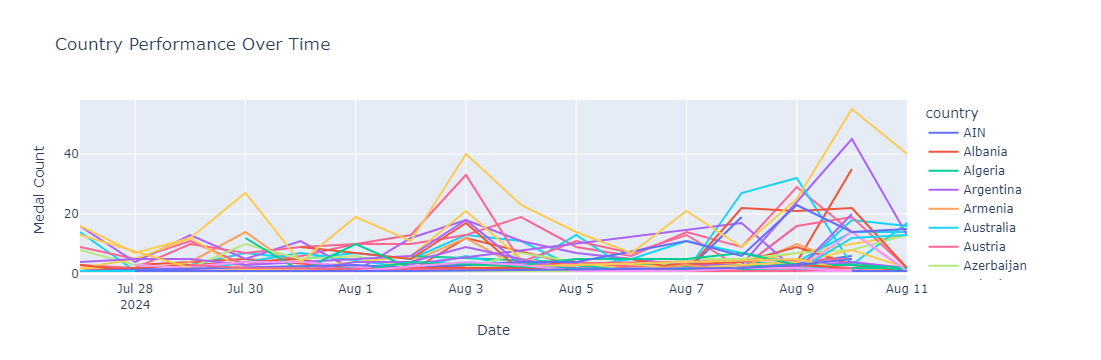 Country Performance Over Time
country
AIN
Albania
Algeria
Argentina
Armenia
Australia
Austria
Azerbaijan
Medal Count
40
20
0
Jul 28
2024
Jul 30
Aug 1
Aug 3
Aug 5
Aug 7
Aug 9
Aug 11
Date